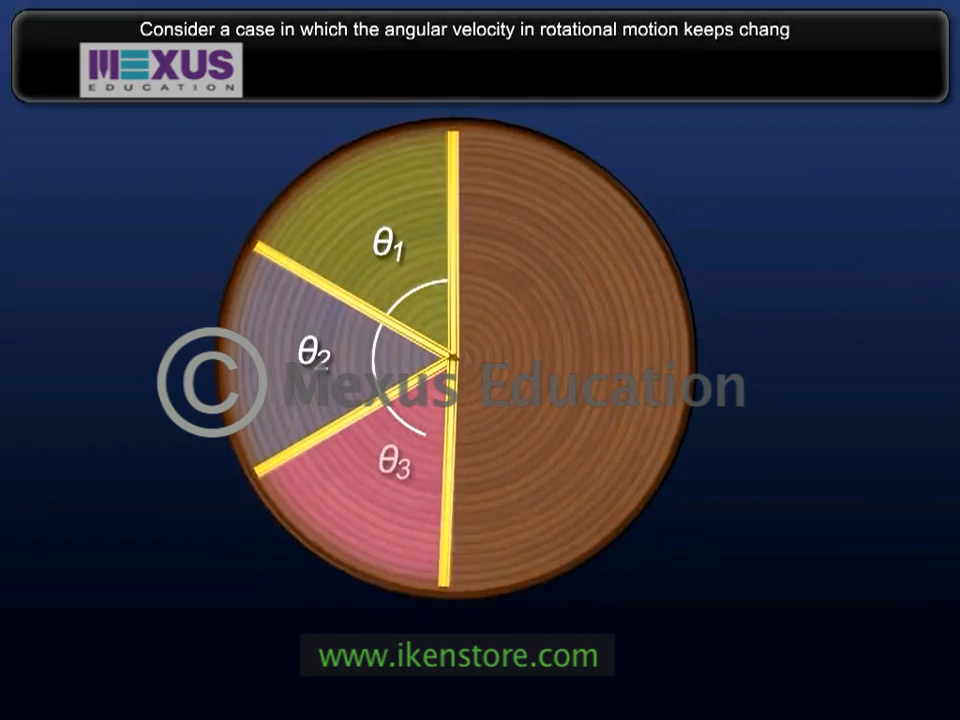 Consider a case in which the angular velocity in rotational motion keeps chang
MEXUS
EDUCATION
θ1
θ2
© Mexus Education
θ3
www.ikenstore.com